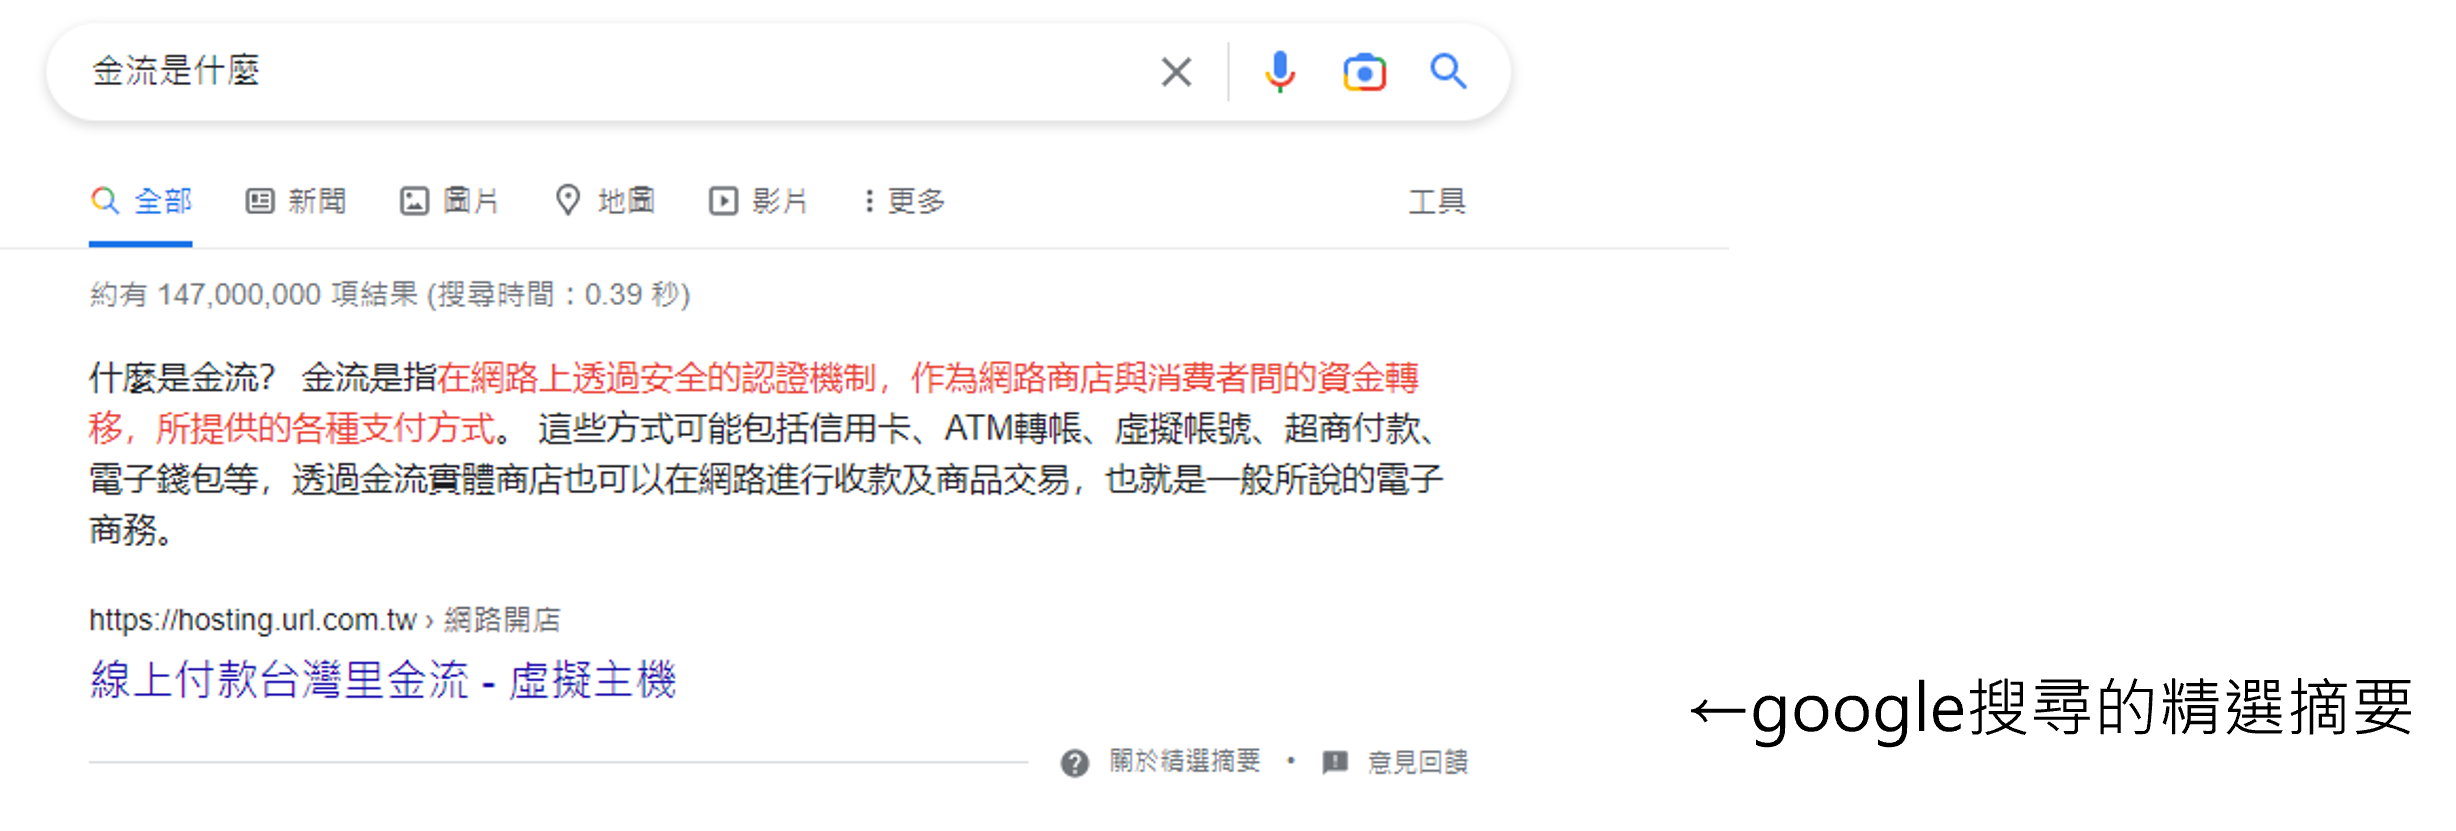 金流是什麼
全部 新聞 圖片 地圖 影片 更多 工具
約有 147,000,000 項結果 (搜尋時間：0.39 秒)
什麼是金流? 金流是指在網路上透過安全的認證機制，作為網路商店與消費者間的資金轉
移，所提供的各種支付方式。 這些方式可能包括信用卡、ATM轉帳、虛擬帳號、超商付款、
電子錢包等，透過金流實體商店也可以在網路進行收款及商品交易，也就是一般所說的電子
商務。
https://hosting.url.com.tw › 網路開店
線上付款台灣里金流 - 虛擬主機
←google搜尋的精選摘要
關於精選摘要 • 意見回饋